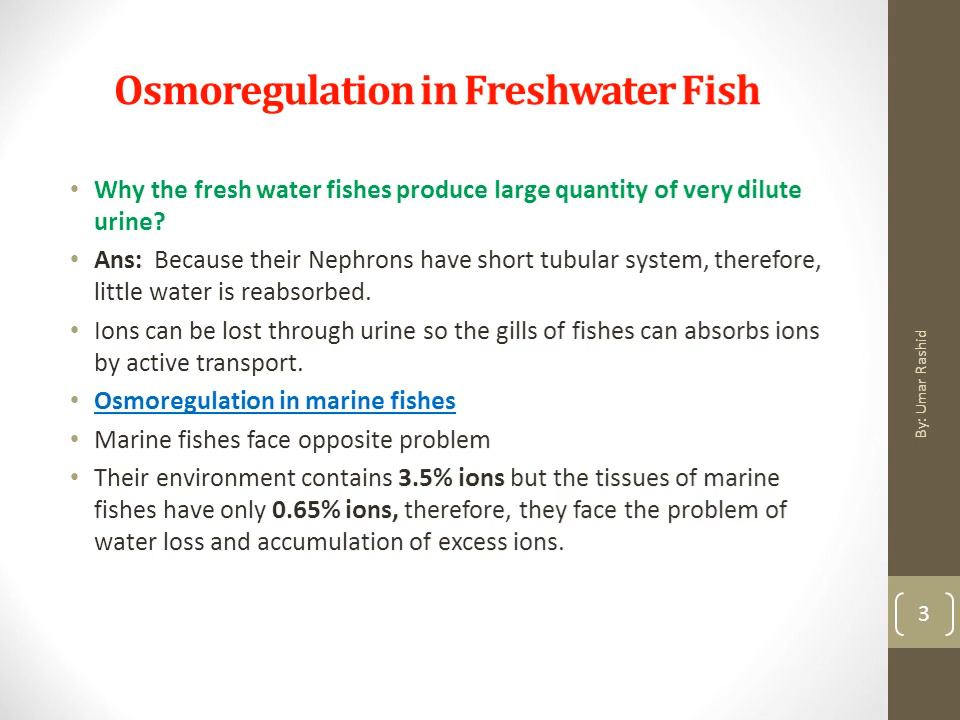 Osmoregulation in Freshwater Fish
• Why the fresh water fishes produce large quantity of very dilute
urine?
• Ans:  Because their Nephrons have short tubular system, therefore,
little water is reabsorbed.
• Ions can be lost through urine so the gills of fishes can absorbs ions
by active transport.
• Osmoregulation in marine fishes
• Marine fishes face opposite problem
• Their environment contains 3.5% ions but the tissues of marine
fishes have only 0.65% ions, therefore, they face the problem of
water loss and accumulation of excess ions.
By: Umar Rashid
3